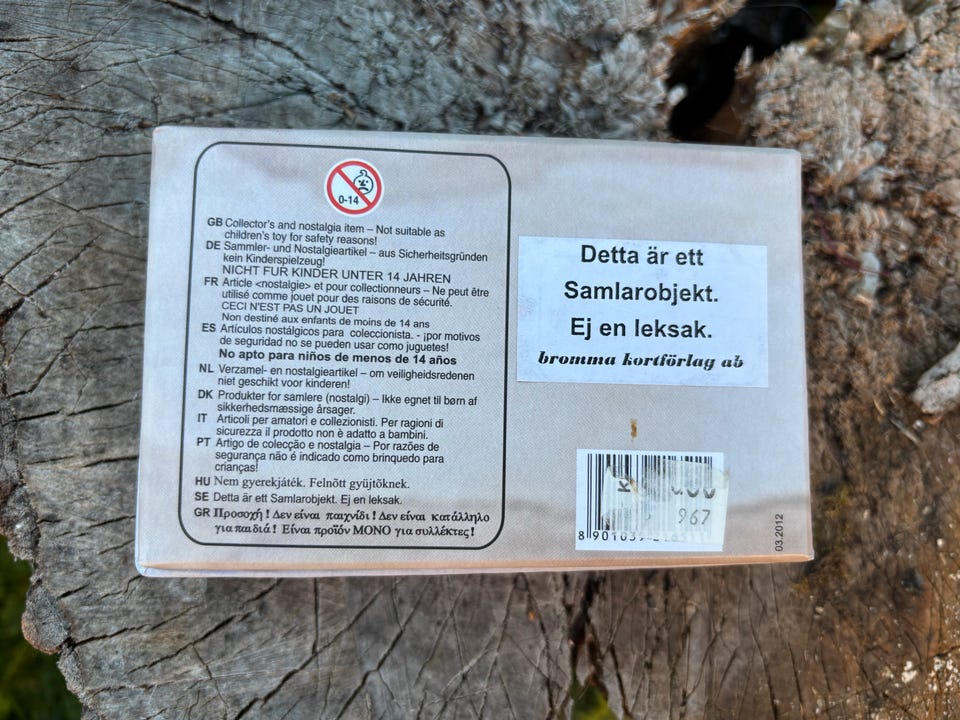 0-14
GB Collector's and nostalgia item – Not suitable as
children's toy for safety reasons!
DE Sammler- und Nostalgieartikel – aus Sicherheitsgründen
kein Kinderspielzeug!
NICHT FUR KINDER UNTER 14 JAHREN
FR Article <nostalgie> et pour collectionneurs – Ne peut être
utilisé comme jouet pour des raisons de sécurité.
CECI N'EST PAS UN JOUET
Non destiné aux enfants de moins de 14 ans
ES Artículos nostálgicos para coleccionista. - ¡por motivos
de seguridad no se pueden usar como juguetes!
No apto para niños de menos de 14 años
NL Verzamel- en nostalgieartikel – om veiligheidsredenen
niet geschikt voor kinderen!
DK Produkter for samlere (nostalgi) – Ikke egnet til børn af
sikkerhedsmæssige årsager.
IT Articoli per amatori e collezionisti. Per ragioni di
sicurezza il prodotto non è adatto a bambini.
PT Artigo de colecção e nostalgia – Por razões de
segurança não é indicado como brinquedo para
crianças!
HU Nem gyerekjáték. Felnőtt gyüjtöknek.
SE Detta är ett Samlarobjekt. Ej en leksak.
GR Προσοχή ! Δεν είναι παιχνίδι ! Δεν είναι κατάλληλο
για παιδιά ! Είναι προϊόν ΜΟΝΟ για συλλέκτες !
Detta är ett
Samlarobjekt.
Ej en leksak.
bromma kortförlag ab
967
03.2012